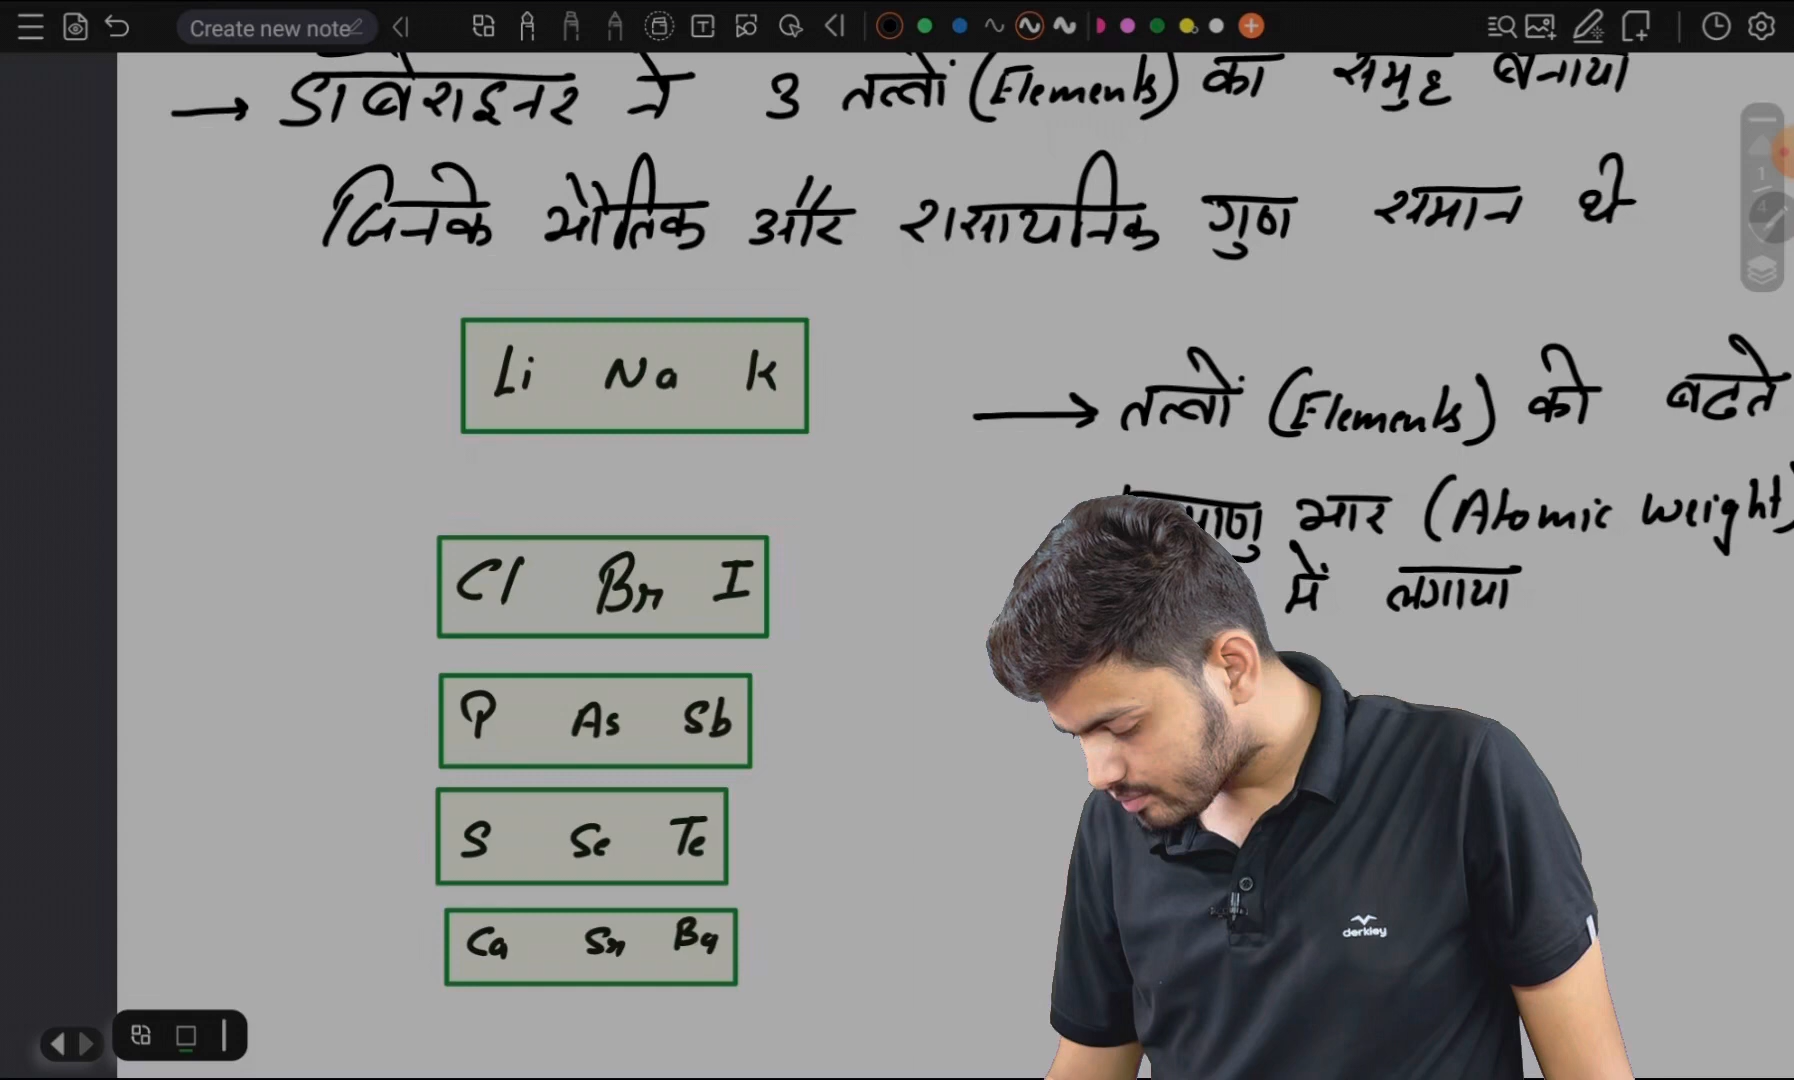 Create new note
→ डाबेराइनर ने 3 तत्वों (Elements) का समुह बनाया
जिनके भौतिक और रासायनिक गुण समान थे
Li Na K
→ तत्वों (Elements) को बढते
भार (Atomic weight)
में लगाया
Cl Br I
P As Sb
S Se Te
Ca Sr Ba
derkley